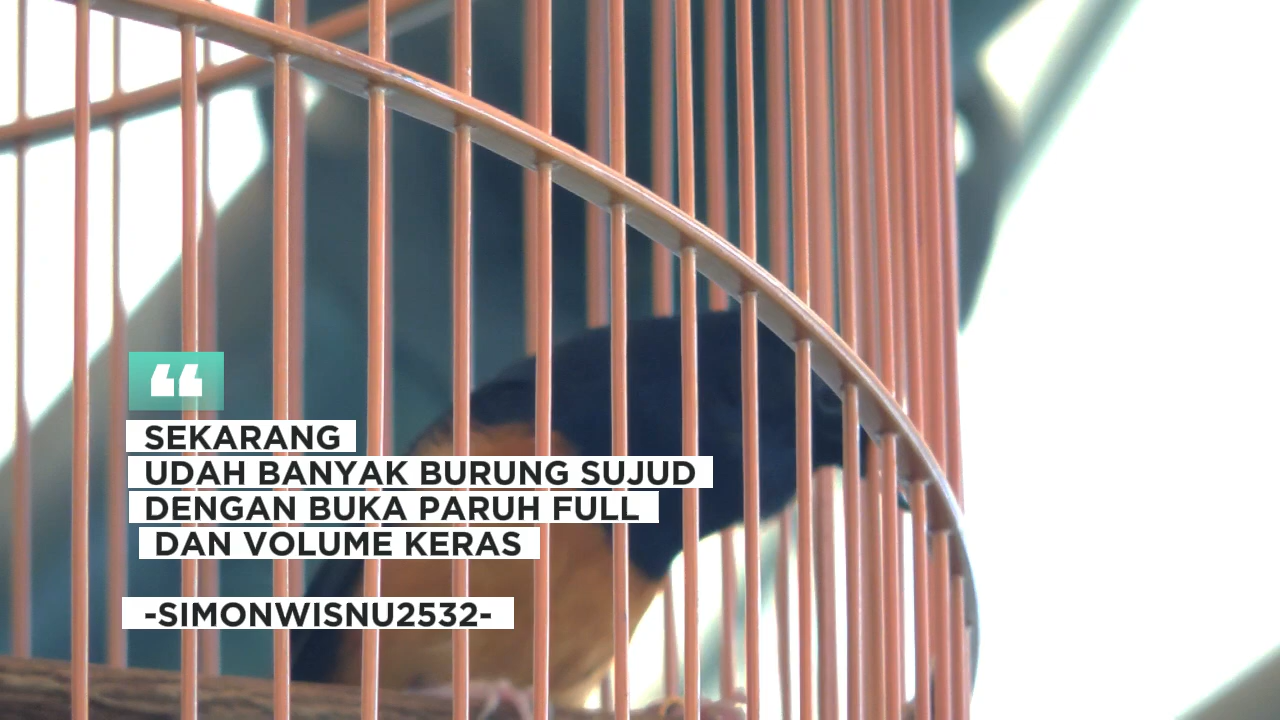 ❝
SEKARANG
UDAH BANYAK BURUNG SUJUD
DENGAN BUKA PARUH FULL
DAN VOLUME KERAS
-SIMONWISNU2532-